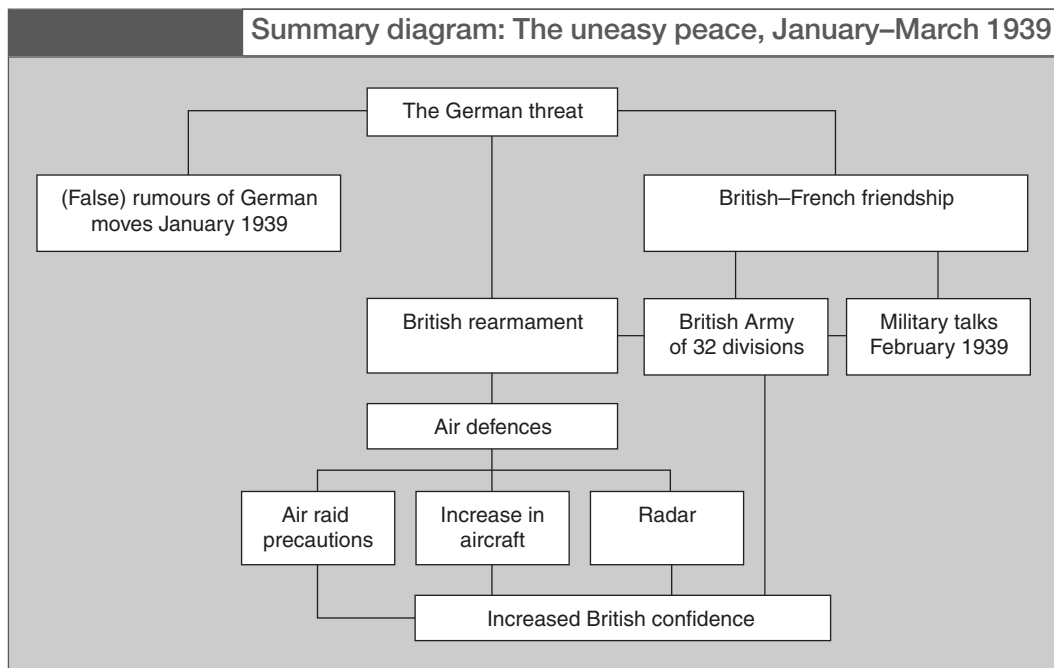 Summary diagram: The uneasy peace, January–March 1939
The German threat
(False) rumours of German
moves January 1939
British–French friendship
British rearmament
British Army
of 32 divisions
Military talks
February 1939
Air defences
Air raid
precautions
Increase in
aircraft
Radar
Increased British confidence